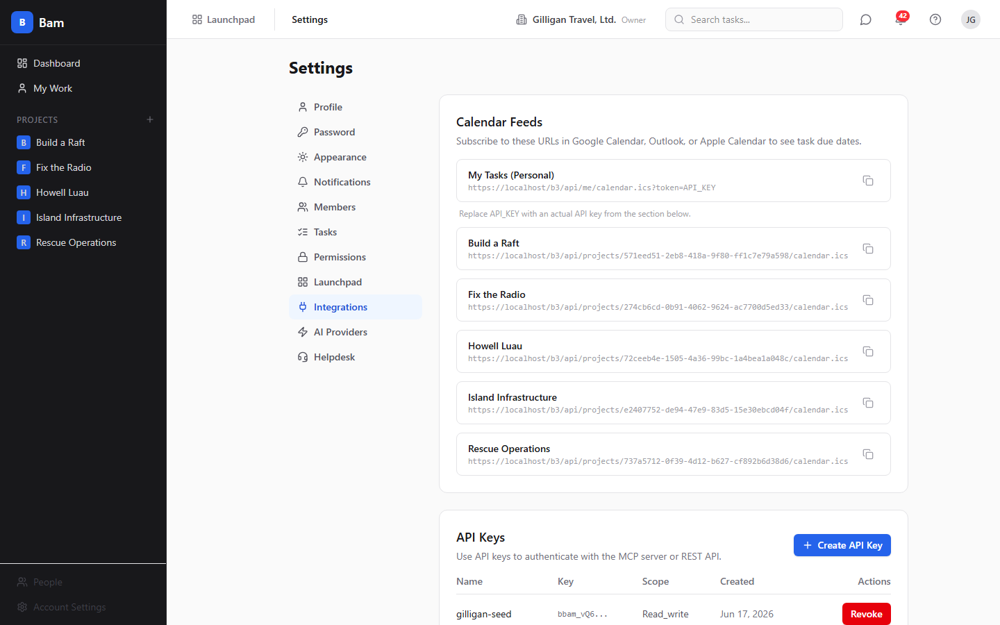 B Bam
Dashboard
My Work
PROJECTS
B Build a Raft
F Fix the Radio
H Howell Luau
I Island Infrastructure
R Rescue Operations
People
Account Settings
Launchpad
Settings
Gilligan Travel, Ltd. Owner
Search tasks...
42
JG
Settings
Profile
Password
Appearance
Notifications
Members
Tasks
Permissions
Launchpad
Integrations
AI Providers
Helpdesk
Calendar Feeds
Subscribe to these URLs in Google Calendar, Outlook, or Apple Calendar to see task due dates.
My Tasks (Personal)
https://localhost/b3/api/me/calendar.ics?token=API_KEY
Replace API_KEY with an actual API key from the section below.
Build a Raft
https://localhost/b3/api/projects/571eed51-2eb8-418a-9f80-ff1c7e79a598/calendar.ics
Fix the Radio
https://localhost/b3/api/projects/274cb6cd-0b91-4062-9624-ac7700d5ed33/calendar.ics
Howell Luau
https://localhost/b3/api/projects/72ceeb4e-1505-4a36-99bc-1a4bea1a048c/calendar.ics
Island Infrastructure
https://localhost/b3/api/projects/e2407752-de94-47e9-83d5-15e30ebcd04f/calendar.ics
Rescue Operations
https://localhost/b3/api/projects/737a5712-0f39-4d12-b627-cf892b6d38d6/calendar.ics
API Keys
Use API keys to authenticate with the MCP server or REST API.
Create API Key
Name Key Scope Created Actions
gilligan-seed bbam_vQ6... Read_write Jun 17, 2026 Revoke